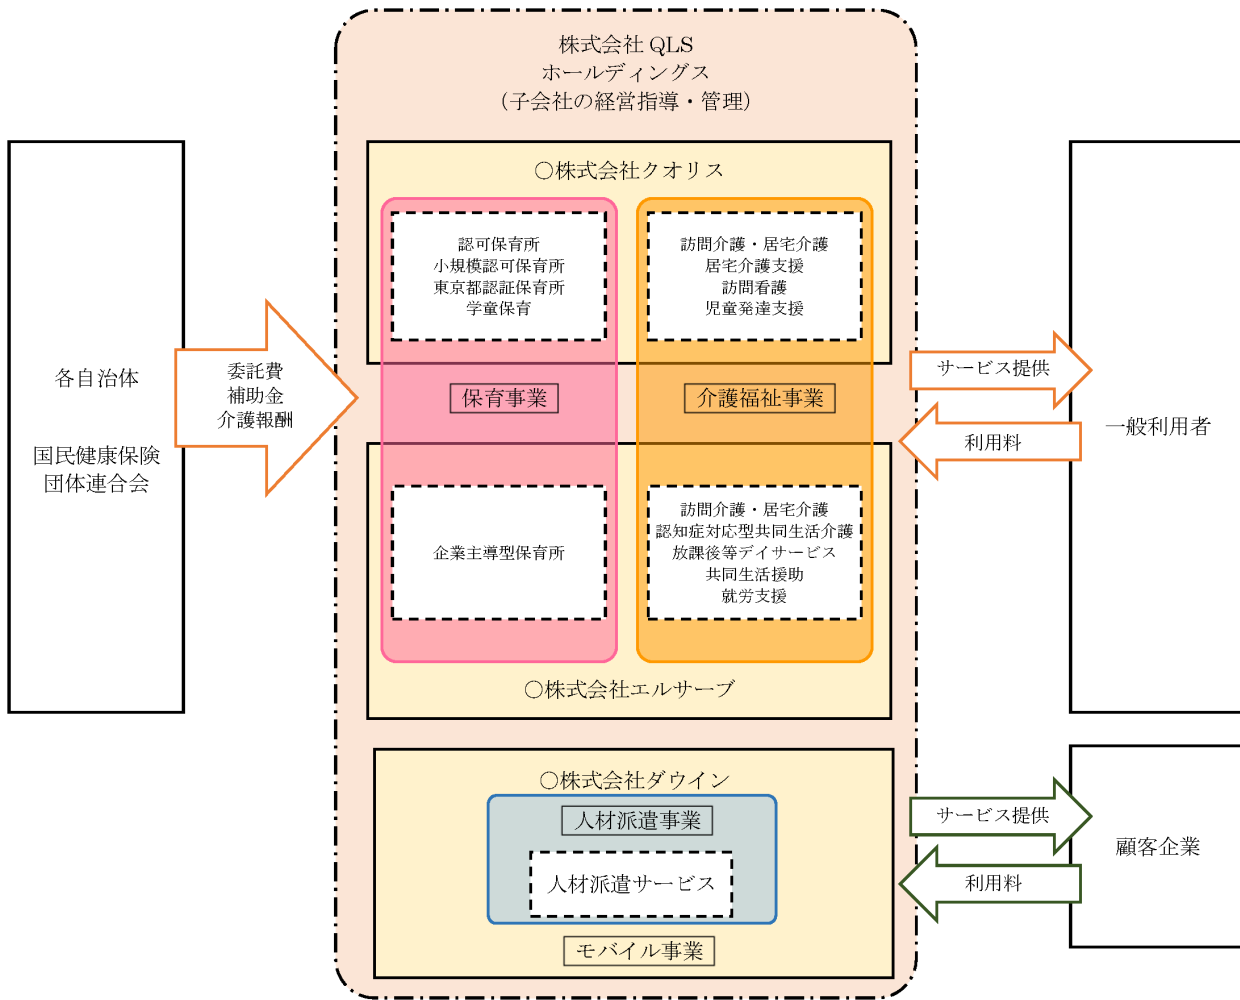 株式会社 QLS
ホールディングス
（子会社の経営指導・管理）
各自治体
国民健康保険
団体連合会
委託費
補助金
介護報酬
○株式会社クオリス
認可保育所
小規模認可保育所
東京都認証保育所
学童保育
訪問介護・居宅介護
居宅介護支援
訪問看護
児童発達支援
保育事業
介護福祉事業
企業主導型保育所
訪問介護・居宅介護
認知症対応型共同生活介護
放課後等デイサービス
共同生活援助
就労支援
○株式会社エルサーブ
サービス提供
利用料
一般利用者
○株式会社ダウイン
人材派遣事業
人材派遣サービス
モバイル事業
サービス提供
利用料
顧客企業